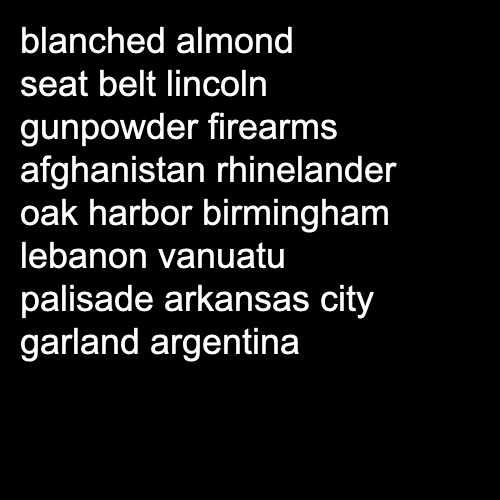 blanched almond
seat belt lincoln
gunpowder firearms
afghanistan rhinelander
oak harbor birmingham
lebanon vanuatu
palisade arkansas city
garland argentina